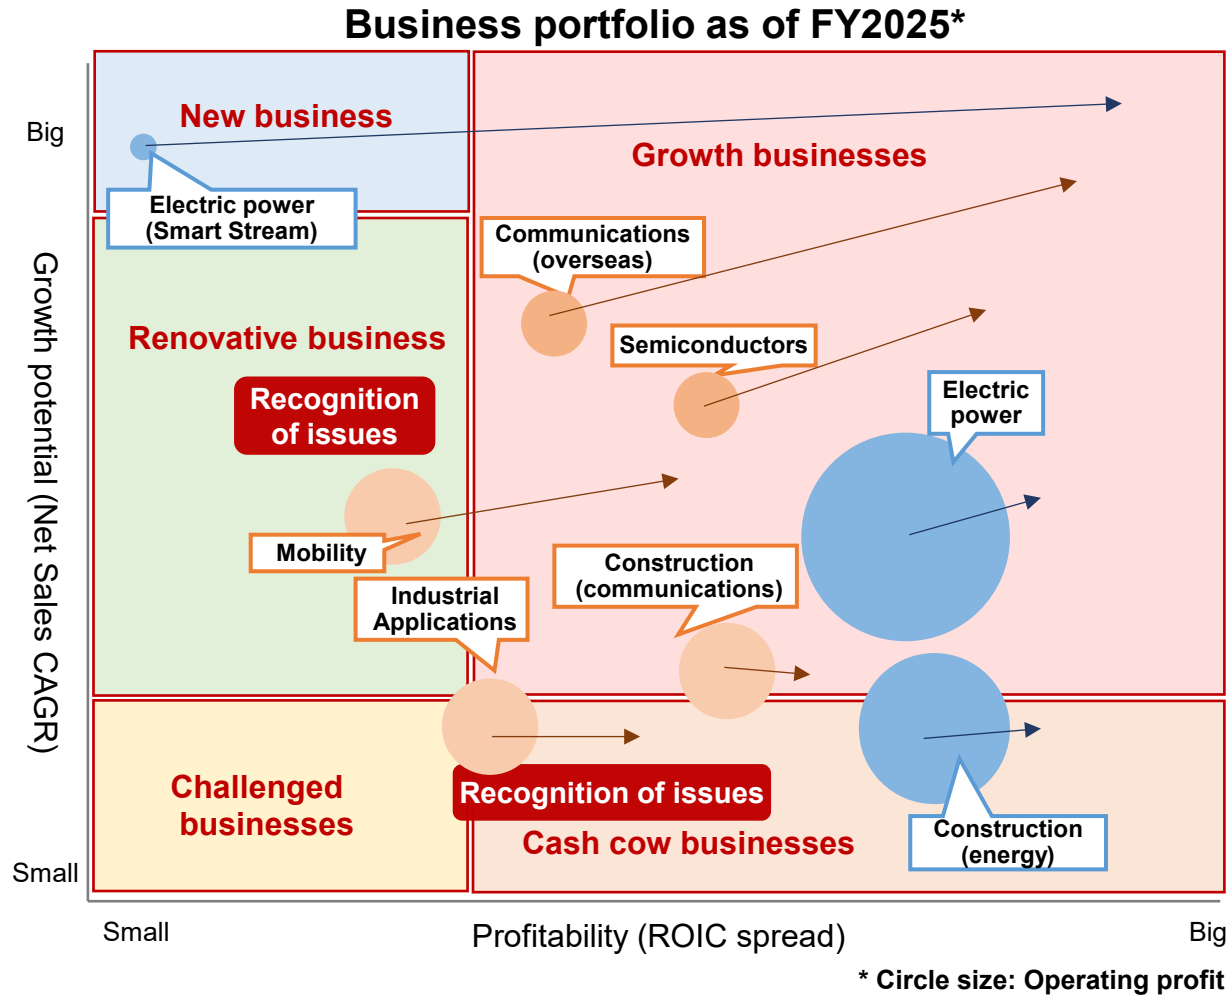 Business portfolio as of FY2025*
Big
New business
Growth businesses
Electric power
(Smart Stream)
Communications
(overseas)
Growth potential (Net Sales CAGR)
Renovative business
Semiconductors
Recognition
of issues
Electric
power
Mobility
Construction
(communications)
Industrial
Applications
Challenged
businesses
Recognition of issues
Cash cow businesses
Construction
(energy)
Small
Small
Profitability (ROIC spread)
Big
* Circle size: Operating profit